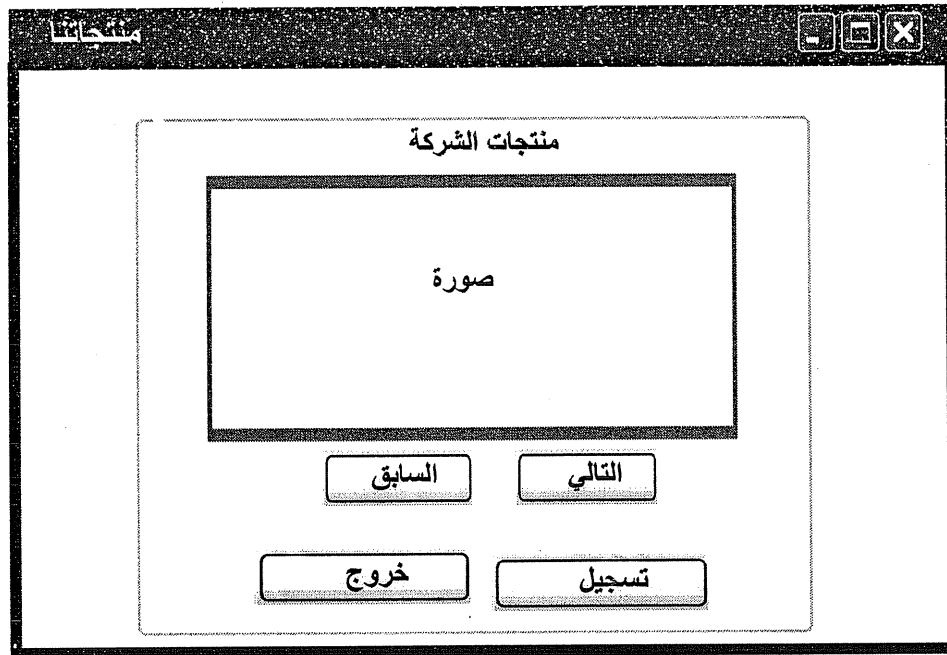 منتجاتنا
منتجات الشركة
صورة
التالي السابق
تسجيل خروج